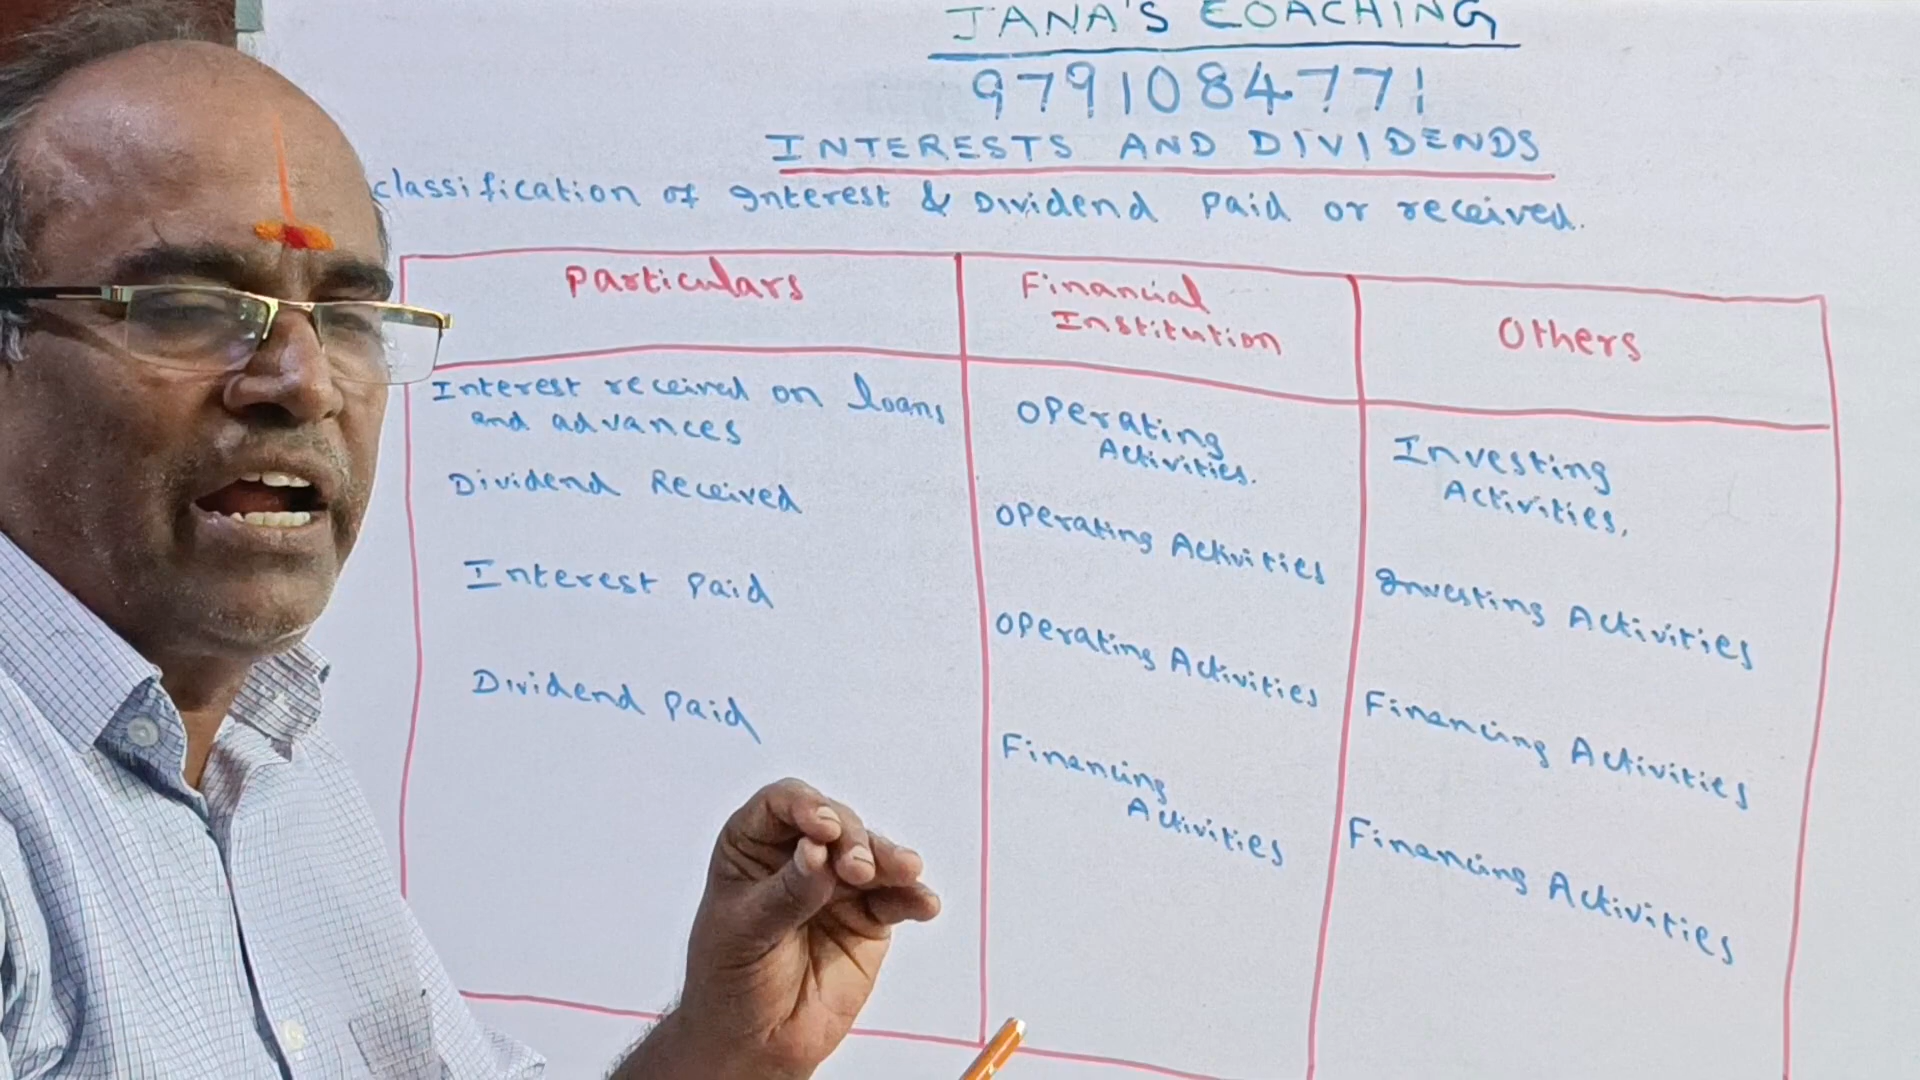 JANA'S COACHING
9791084771
INTERESTS AND DIVIDENDS
classification of Interest & Dividend paid or received.
Particulars
Financial
Institution
Others
Interest received on loans
and advances
Operating
Activities.
Investing
Activities,
Dividend Received
Operating Activities
Investing Activities
Interest paid
Operating Activities
Financing Activities
Dividend paid
Financing
Activities
Financing Activities